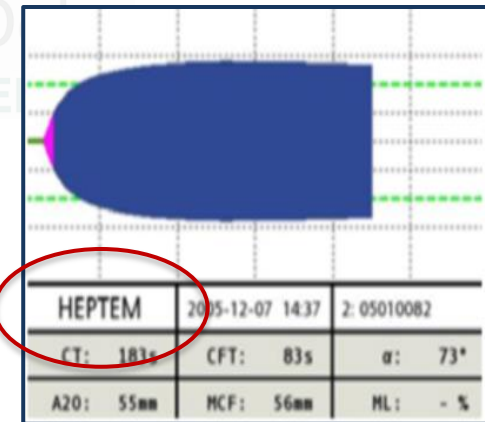 HEPTEM 2005-12-07 14:37 2: 05010082
CT: 183s CFT: 83s α: 73°
A20: 55mm MCF: 56mm ML: - %